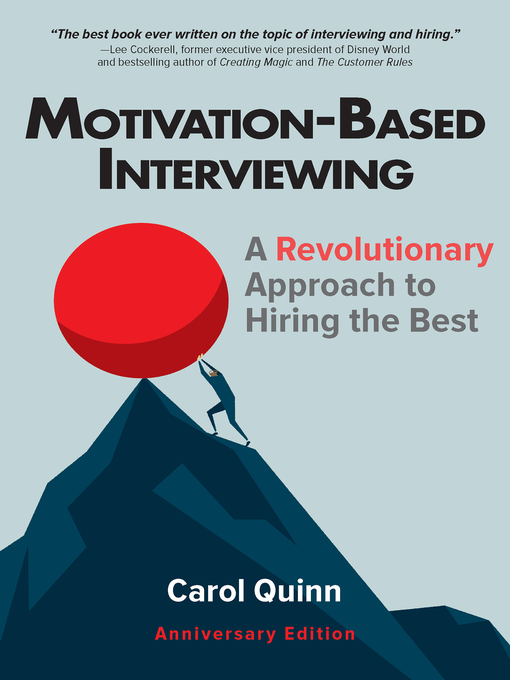 “The best book ever written on the topic of interviewing and hiring.”
—Lee Cockerell, former executive vice president of Disney World
and bestselling author of Creating Magic and The Customer Rules
Motivation-Based
Interviewing
A Revolutionary
Approach to
Hiring the Best
Carol Quinn
Anniversary Edition